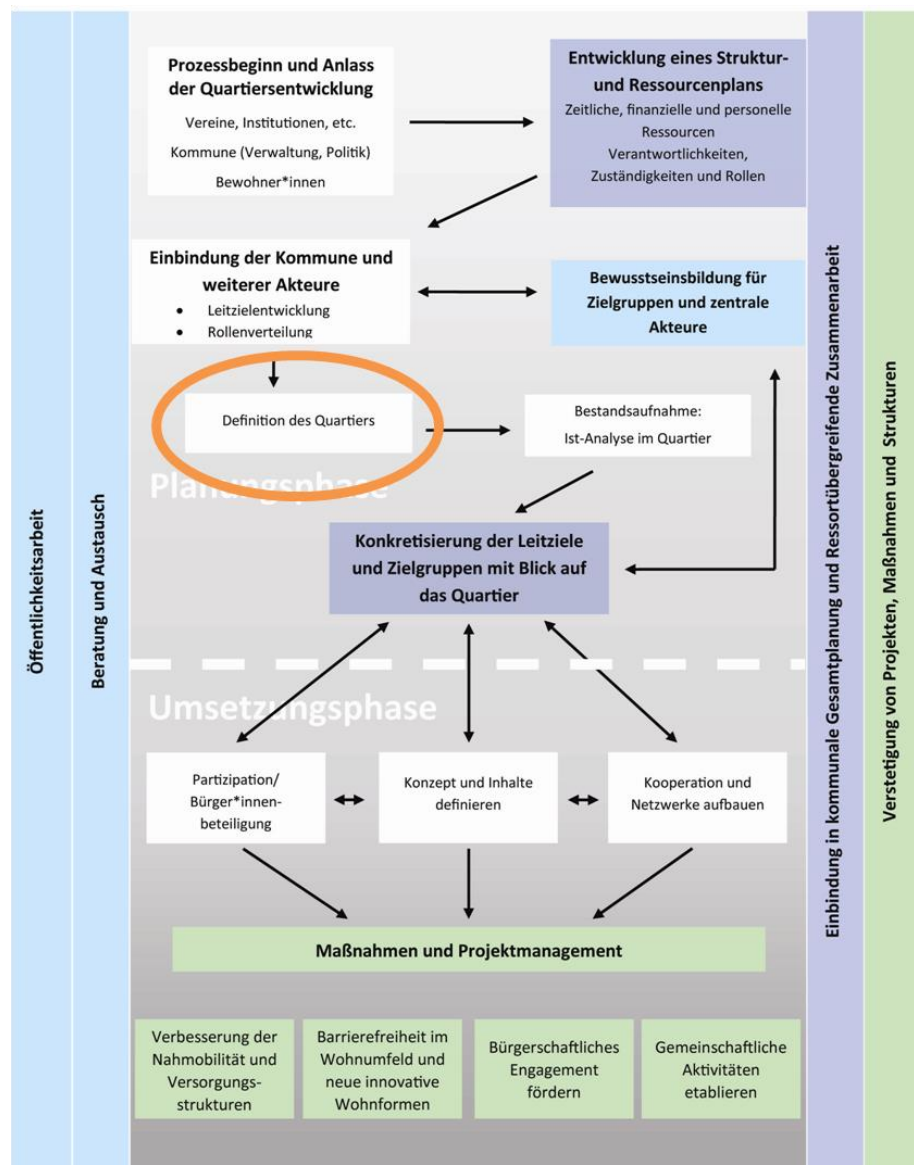 Öffentlichkeitsarbeit
Beratung und Austausch
Prozessbeginn und Anlass
der Quartiersentwicklung
Vereine, Institutionen, etc.
Kommune (Verwaltung, Politik)
Bewohner*innen
Entwicklung eines Struktur-
und Ressourcenplans
Zeitliche, finanzielle und personelle
Ressourcen
Verantwortlichkeiten,
Zuständigkeiten und Rollen
Einbindung der Kommune und
weiterer Akteure
• Leitzielentwicklung
• Rollenverteilung
Bewusstseinsbildung für
Zielgruppen und zentrale
Akteure
Definition des Quartiers
Bestandsaufnahme:
Ist-Analyse im Quartier
Planungsphase
Konkretisierung der Leitziele
und Zielgruppen mit Blick auf
das Quartier
Umsetzungsphase
Partizipation/
Bürger*innen-
beteiligung
Konzept und Inhalte
definieren
Kooperation und
Netzwerke aufbauen
Maßnahmen und Projektmanagement
Verbesserung der
Nahmobilität und
Versorgungs-
strukturen
Barrierefreiheit im
Wohnumfeld und
neue innovative
Wohnformen
Bürgerschaftliches
Engagement
fördern
Gemeinschaftliche
Aktivitäten
etablieren
Einbindung in kommunale Gesamtplanung und Ressortübergreifende Zusammenarbeit
Verstetigung von Projekten, Maßnahmen und Strukturen